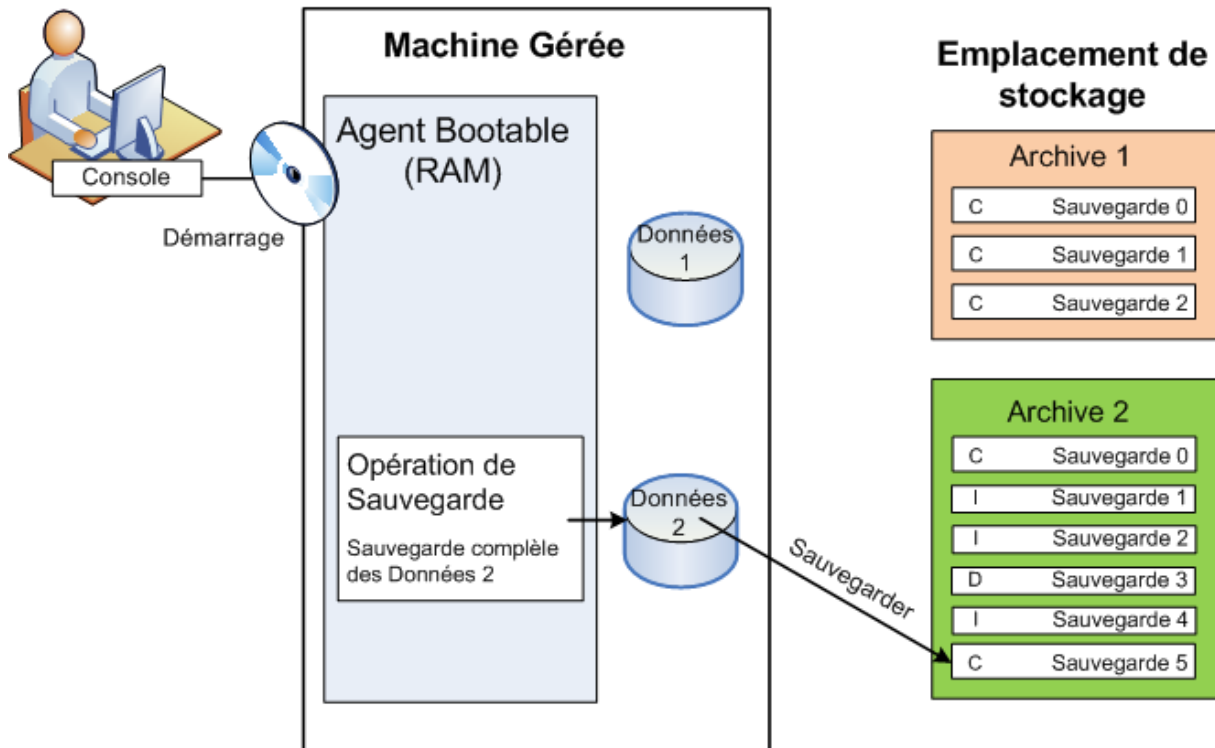 Machine Gérée
Emplacement de
stockage
Console
Démarrage
Agent Bootable
(RAM)
Données
1
Opération de
Sauvegarde
Sauvegarde complèle
des Données 2
Données
2
Sauvegarder
Archive 1
C Sauvegarde 0
C Sauvegarde 1
C Sauvegarde 2
Archive 2
C Sauvegarde 0
I Sauvegarde 1
I Sauvegarde 2
D Sauvegarde 3
I Sauvegarde 4
C Sauvegarde 5